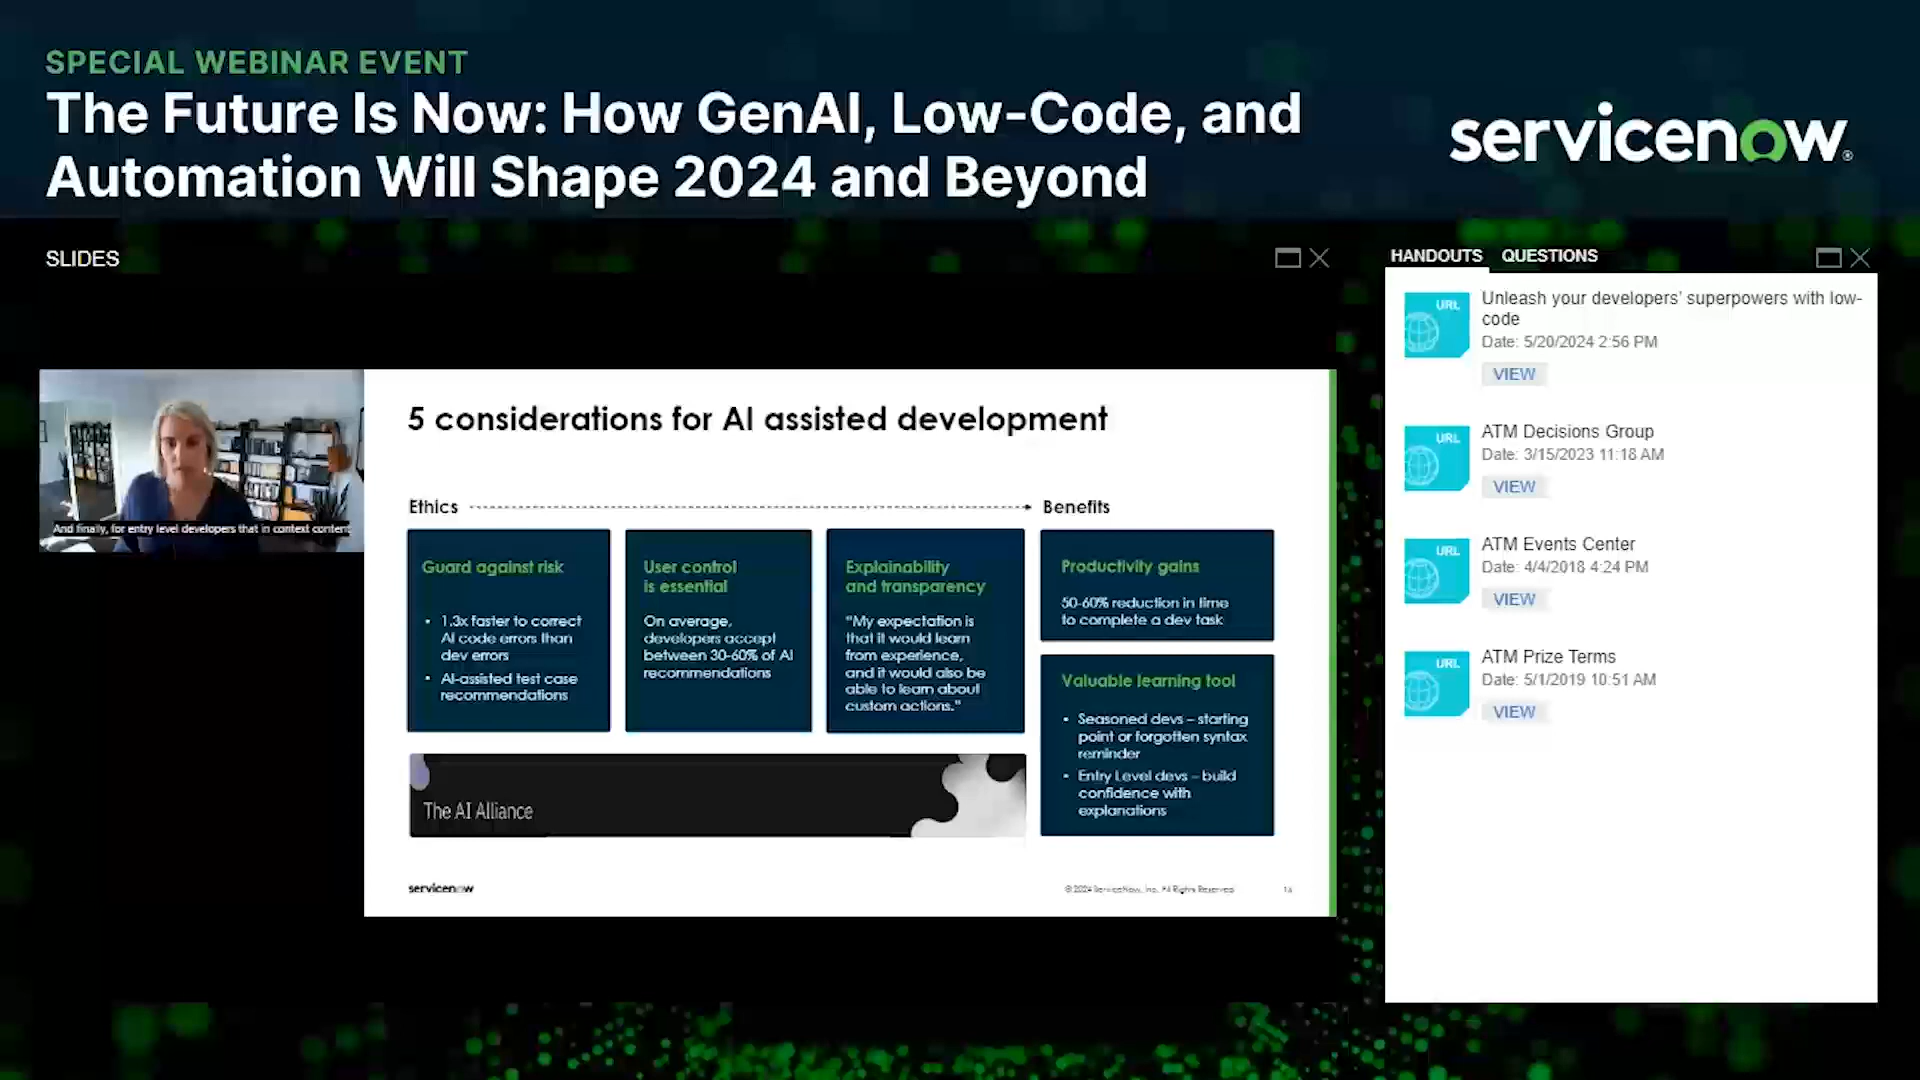 SPECIAL WEBINAR EVENT
The Future Is Now: How GenAI, Low-Code, and
Automation Will Shape 2024 and Beyond
servicenow®
SLIDES
HANDOUTS QUESTIONS
And finally, for entry level developers that in context content
5 considerations for AI assisted development
Ethics
Benefits
Guard against risk
• 1.3x faster to correct
AI code errors than
dev errors
• AI-assisted test case
recommendations
User control
is essential
On average,
developers accept
between 30-60% of AI
recommendations
Explainability
and transparency
"My expectation is
that it would learn
from experience,
and it would also be
able to learn about
custom actions."
Productivity gains
50-60% reduction in time
to complete a dev task
Valuable learning tool
• Seasoned devs – starting
point or forgotten syntax
reminder
• Entry Level devs – build
confidence with
explanations
The AI Alliance
servicenow
© 2024 ServiceNow, Inc. All Rights Reserved
URL
Unleash your developers' superpowers with low-
code
Date: 5/20/2024 2:56 PM
VIEW
URL
ATM Decisions Group
Date: 3/15/2023 11:18 AM
VIEW
URL
ATM Events Center
Date: 4/4/2018 4:24 PM
VIEW
URL
ATM Prize Terms
Date: 5/1/2019 10:51 AM
VIEW